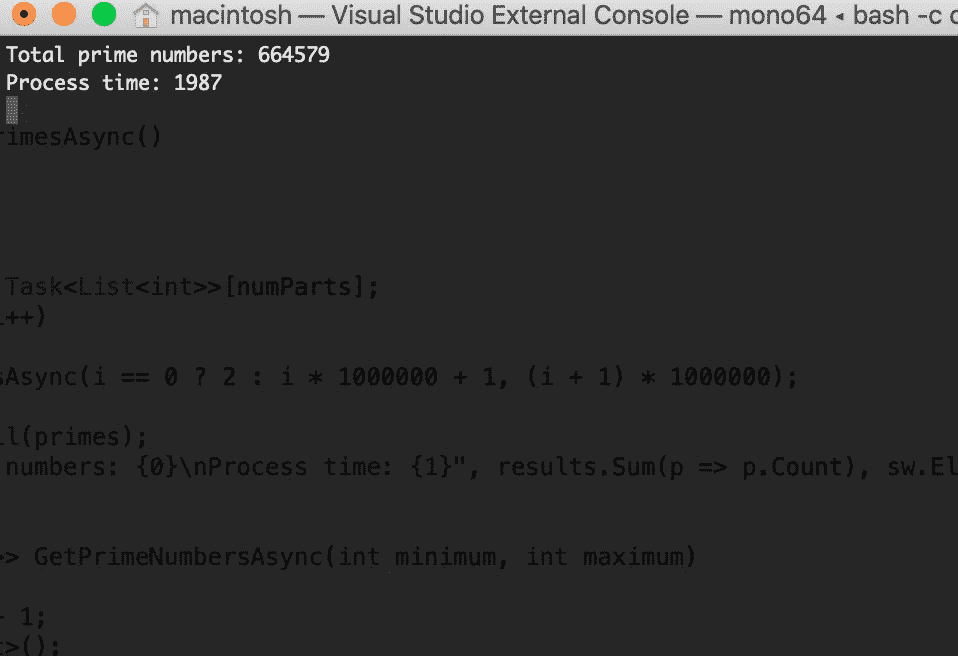 macintosh — Visual Studio External Console — mono64 ◂ bash -c
Total prime numbers: 664579
Process time: 1987
rimesAsync()
Task<List<int>>[numParts];
++)
sAsync(i == 0 ? 2 : i * 1000000 + 1, (i + 1) * 1000000);
ll(primes);
numbers: {0}\nProcess time: {1}", results.Sum(p => p.Count), sw.El
> GetPrimeNumbersAsync(int minimum, int maximum)
1;
>();